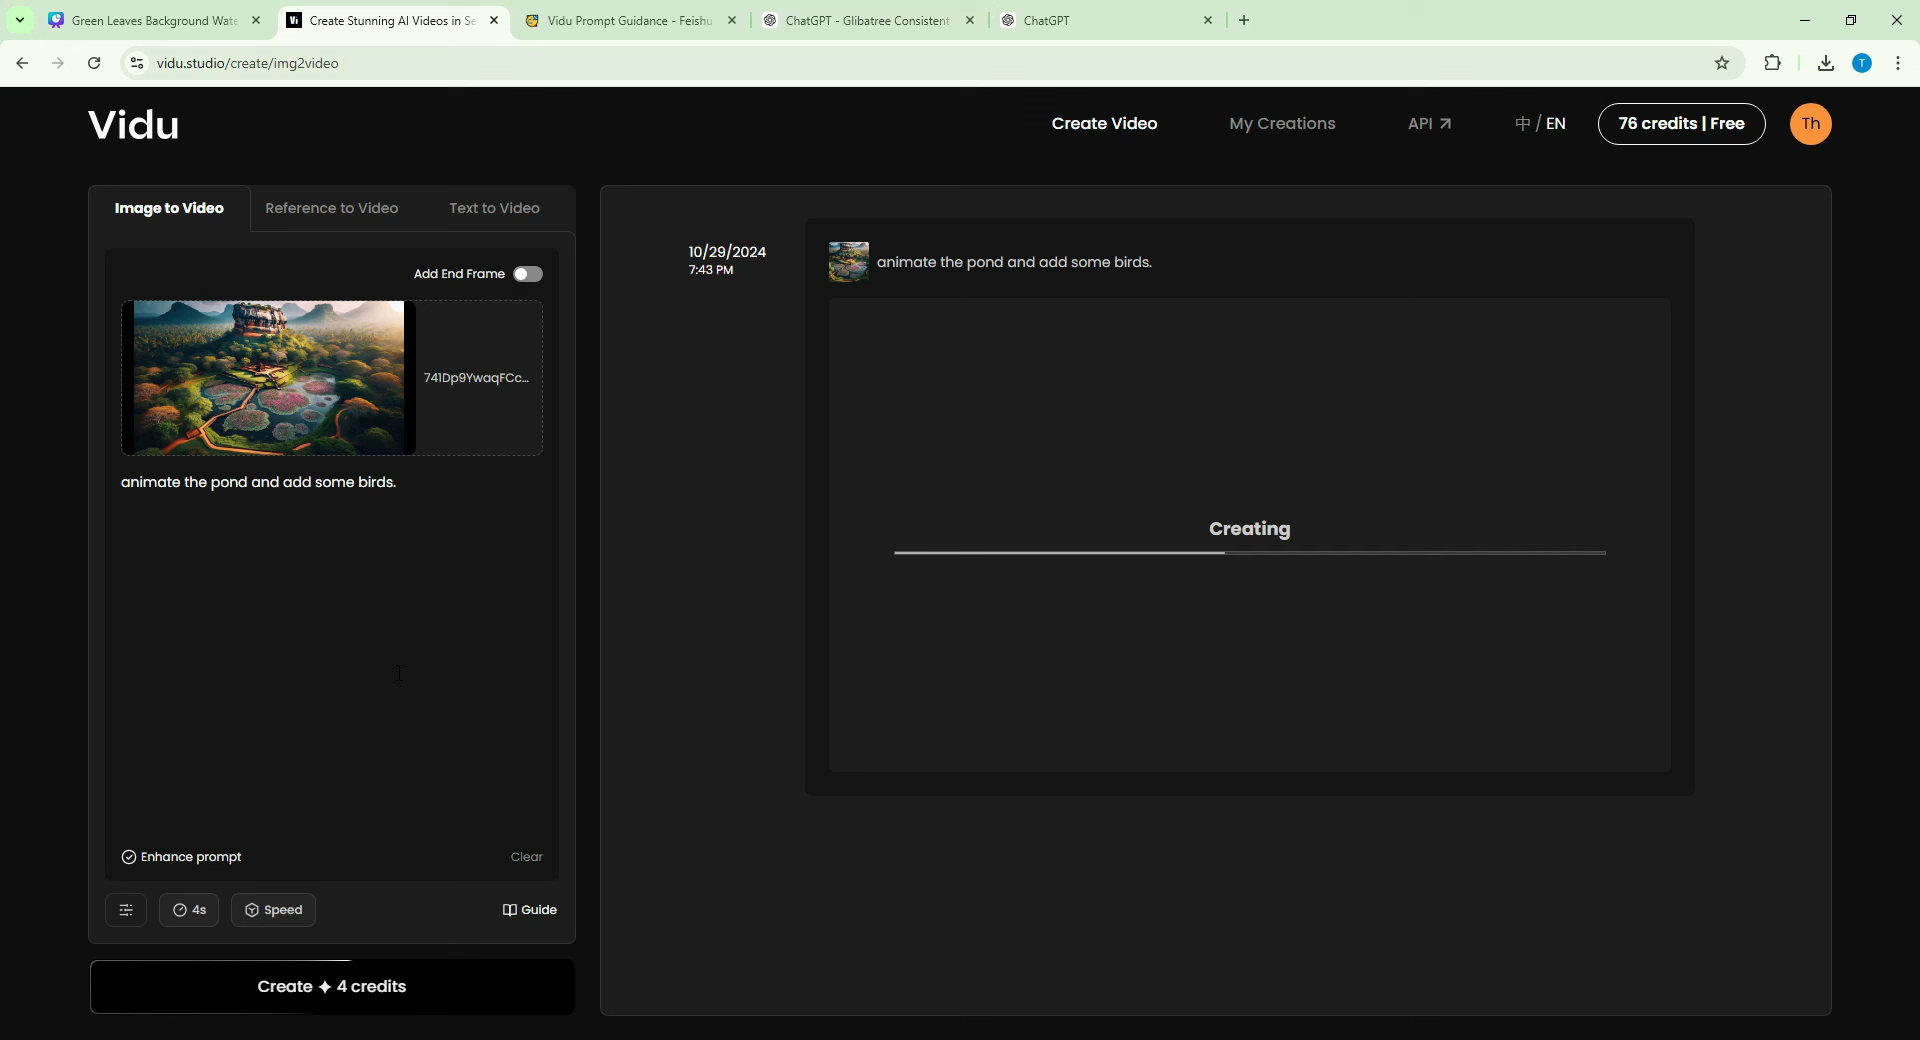 Green Leaves Background Wate
Create Stunning AI Videos in Se
Vidu Prompt Guidance - Feishu
ChatGPT - Glibatree Consistent
ChatGPT
vidu.studio/create/img2video
T
Vidu
Create Video
My Creations
API
中 / EN
76 credits | Free
Th
Image to Video
Reference to Video
Text to Video
Add End Frame
741Dp9YwaqFCc...
animate the pond and add some birds.
Enhance prompt
Clear
4s
Speed
Guide
Create ✦ 4 credits
10/29/2024
7:43 PM
animate the pond and add some birds.
Creating